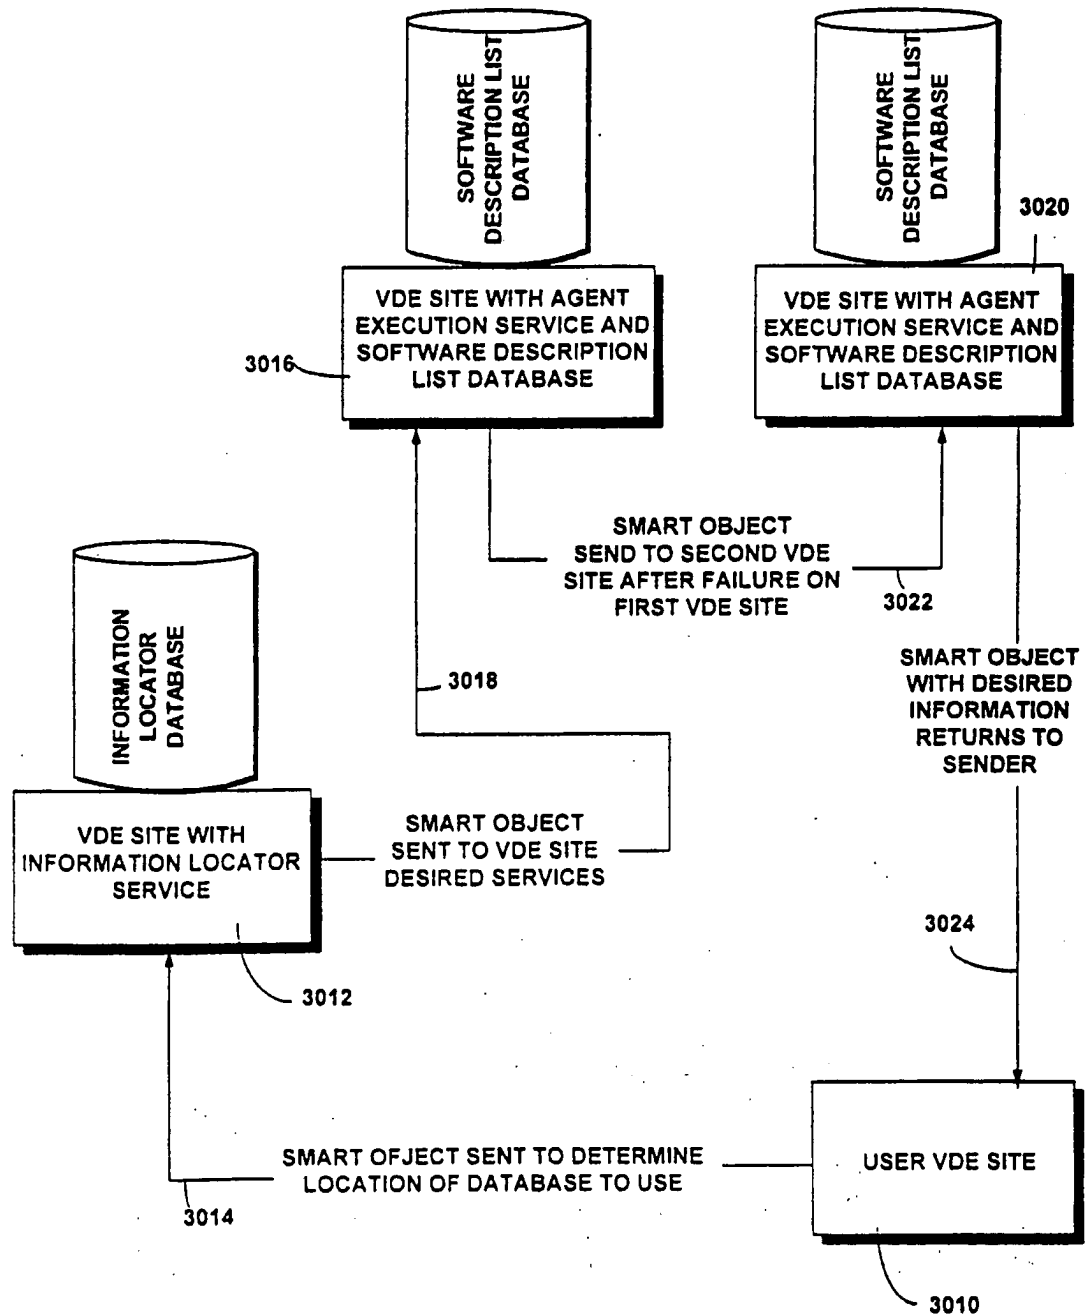 SOFTWARE
DESCRIPTION LIST
DATABASE
SOFTWARE
DESCRIPTION LIST
DATABASE
3020
VDE SITE WITH AGENT
EXECUTION SERVICE AND
SOFTWARE DESCRIPTION
LIST DATABASE
VDE SITE WITH AGENT
EXECUTION SERVICE AND
SOFTWARE DESCRIPTION
LIST DATABASE
3016
SMART OBJECT
SEND TO SECOND VDE
SITE AFTER FAILURE ON
FIRST VDE SITE
3022
INFORMATION
LOCATOR
DATABASE
3018
SMART OBJECT
WITH DESIRED
INFORMATION
RETURNS TO
SENDER
VDE SITE WITH
INFORMATION LOCATOR
SERVICE
SMART OBJECT
SENT TO VDE SITE
DESIRED SERVICES
3024
3012
SMART OFJECT SENT TO DETERMINE
LOCATION OF DATABASE TO USE
USER VDE SITE
3014
3010